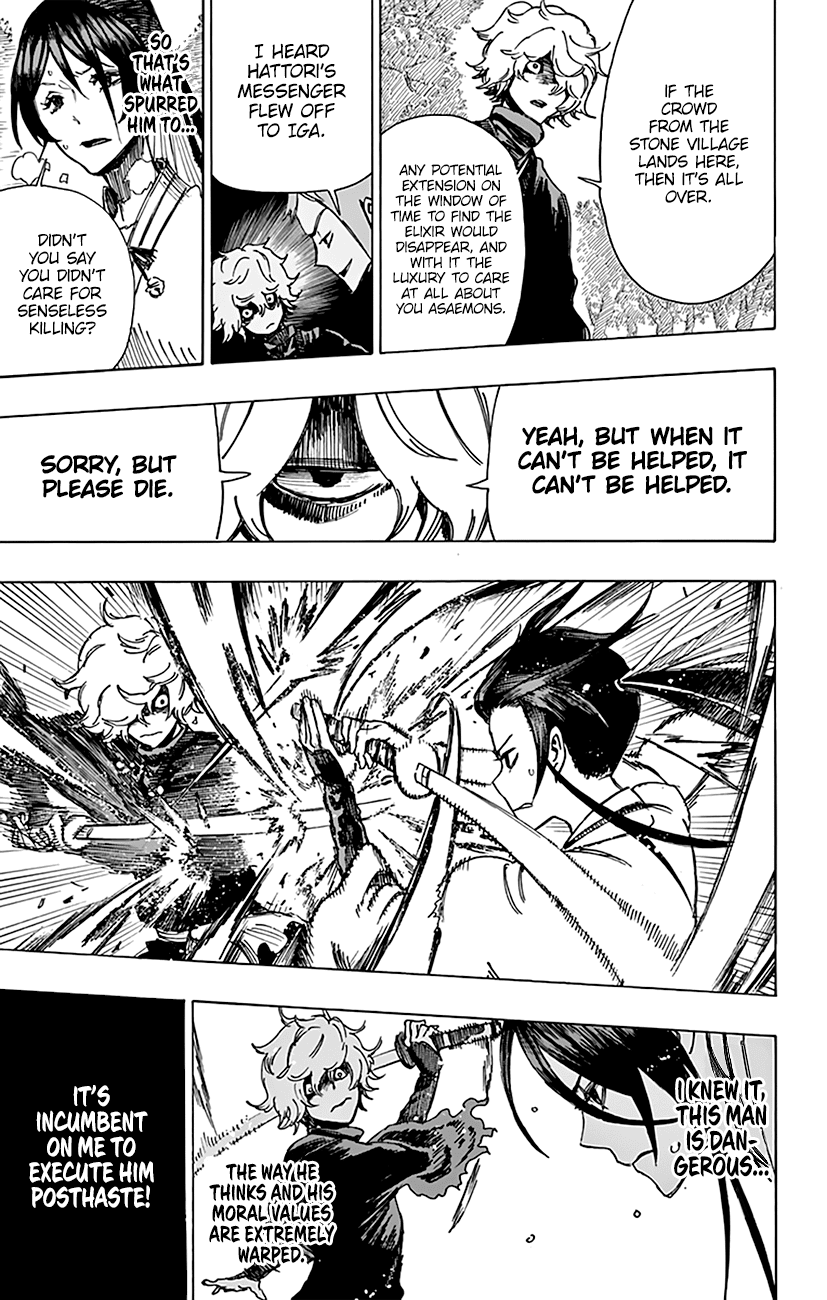 IF THE
CROWD
FROM THE
STONE VILLAGE
LANDS HERE,
THEN IT'S ALL
OVER.
ANY POTENTIAL
EXTENSION ON
THE WINDOW OF
TIME TO FIND THE
ELIXIR WOULD
DISAPPEAR, AND
WITH IT THE
LUXURY TO CARE
AT ALL ABOUT
YOU ASAEMONS.
I HEARD
HATTORI'S
MESSENGER
FLEW OFF
TO IGA.
SO
THAT'S
WHAT
SPURRED
HIM TO...
DIDN'T
YOU SAY
YOU DIDN'T
CARE FOR
SENSELESS
KILLING?
YEAH, BUT WHEN IT
CAN'T BE HELPED, IT
CAN'T BE HELPED.
SORRY, BUT
PLEASE DIE.
I KNEW IT,
THIS MAN
IS DAN-
GEROUS...
THE WAY HE
THINKS AND HIS
MORAL VALUES
ARE EXTREMELY
WARPED.
IT'S
INCUMBENT
ON ME TO
EXECUTE HIM
POSTHASTE!